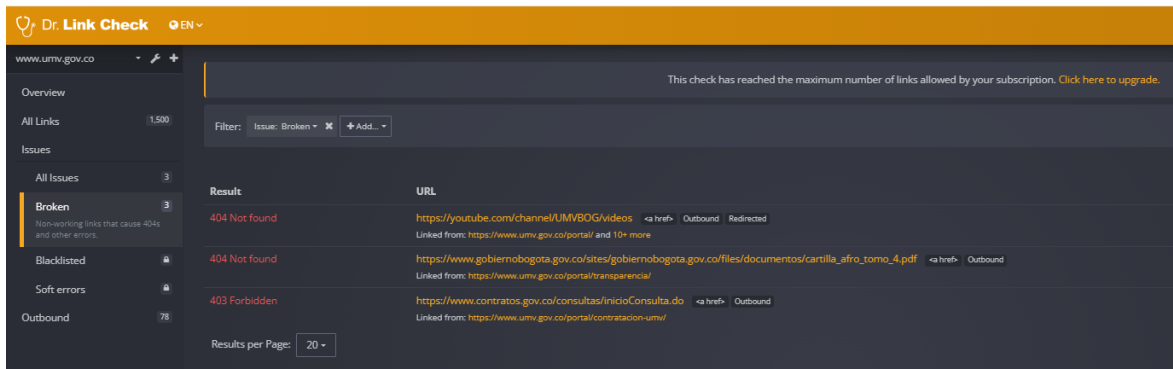 Dr. Link Check EN
www.umv.gov.co
This check has reached the maximum number of links allowed by your subscription. Click here to upgrade.
Overview
All Links 1,500
Issues
All Issues 3
Broken 3
Non-working links that cause 404s
and other errors.
Blacklisted
Soft errors
Outbound 78
Filter: Issue: Broken ✖ + Add...
Result URL
404 Not found https://youtube.com/channel/UMVBOG/videos <a href> Outbound Redirected
Linked from: https://www.umv.gov.co/portal/ and 10+ more
404 Not found https://www.gobiernobogota.gov.co/sites/gobiernobogota.gov.co/files/documentos/cartilla_afro_tomo_4.pdf <a href> Outbound
Linked from: https://www.umv.gov.co/portal/transparencia/
403 Forbidden https://www.contratos.gov.co/consultas/inicioConsulta.do <a href> Outbound
Linked from: https://www.umv.gov.co/portal/contratacion-umv/
Results per Page: 20